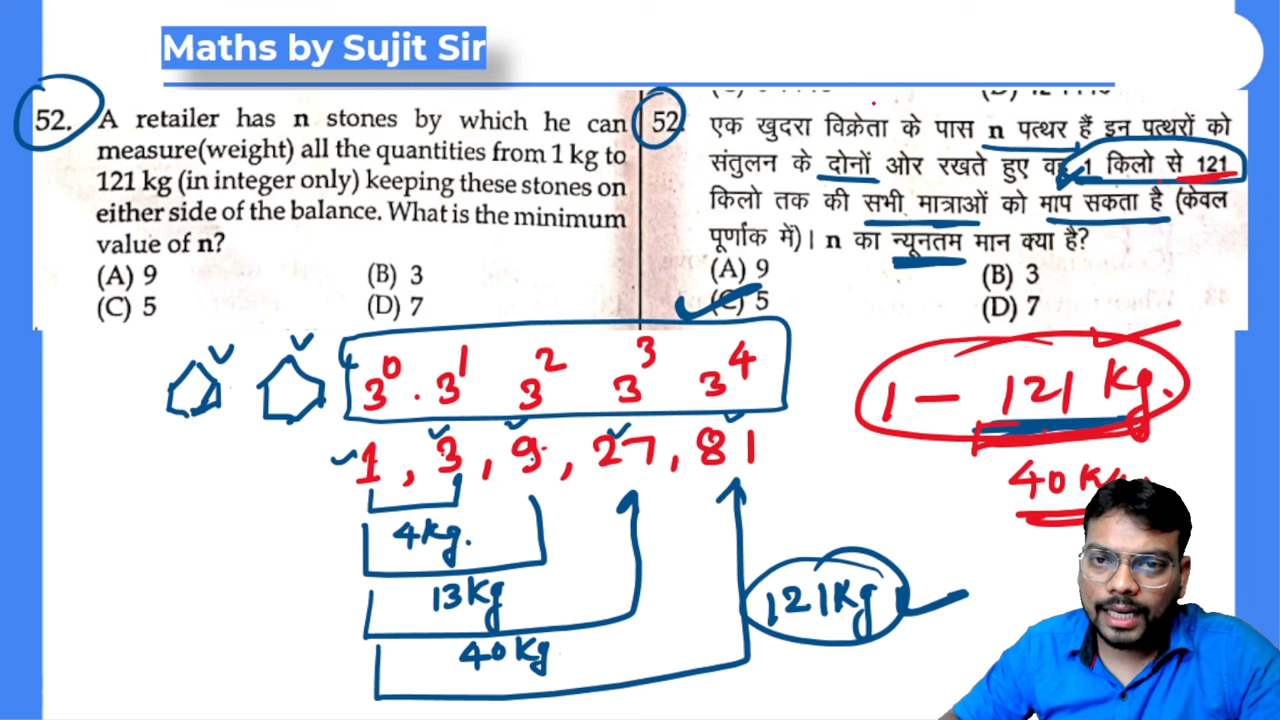 Maths by Sujit Sir
52. A retailer has n stones by which he can
measure(weight) all the quantities from 1 kg to
121 kg (in integer only) keeping these stones on
either side of the balance. What is the minimum
value of n?
(A) 9 (B) 3
(C) 5 (D) 7
52. एक खुदरा विक्रेता के पास n पत्थर हैं इन पत्थरों को
संतुलन के दोनों ओर रखते हुए वह 1 किलो से 121
किलो तक की सभी मात्राओं को माप सकता है (केवल
पूर्णांक में)। n का न्यूनतम मान क्या है?
(A) 9 (B) 3
(C) 5 (D) 7
3⁰ . 3¹ 3² 3³ 3⁴
1 , 3 , 9 , 27 , 81
4kg.
13kg
40kg
121kg
1 – 121 kg.
40